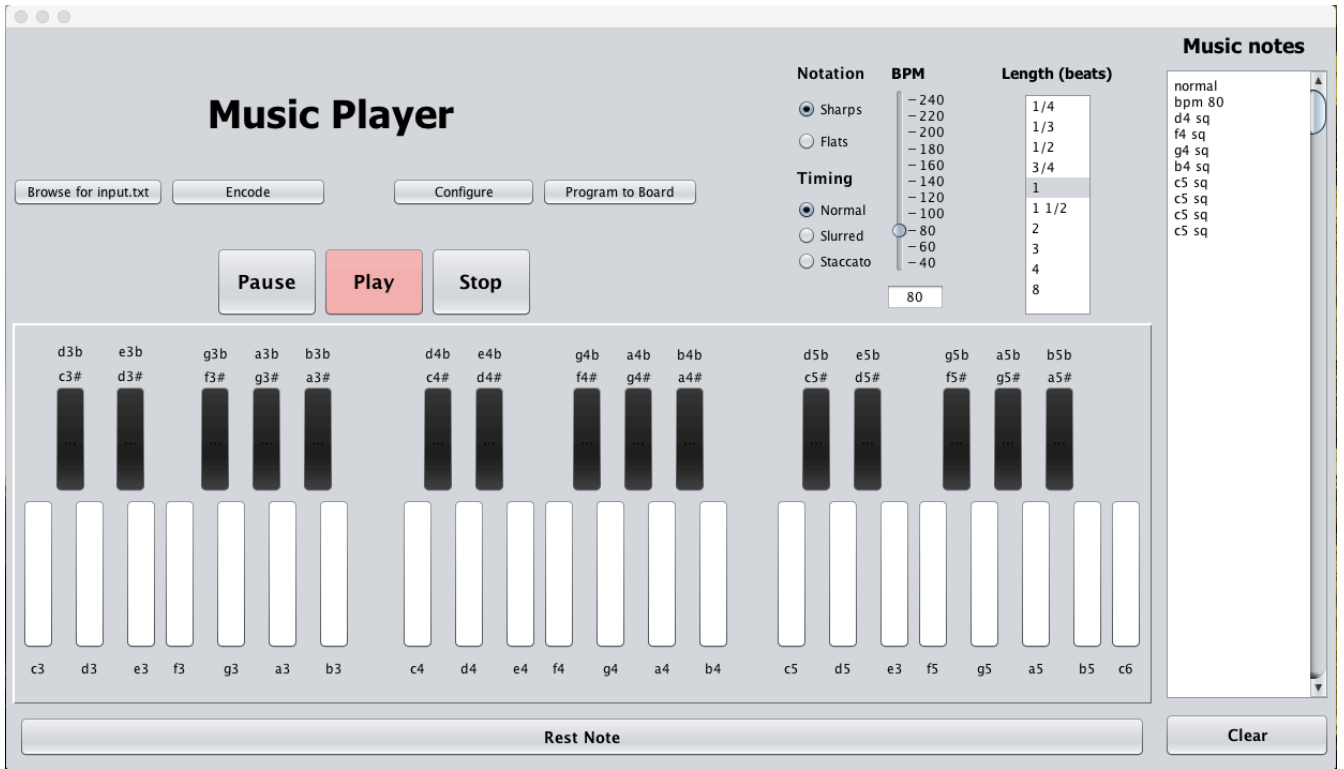 Music Player
Browse for input.txt
Encode
Configure
Program to Board
Pause
Play
Stop
Notation
Sharps
Flats
Timing
Normal
Slurred
Staccato
BPM
240
220
200
180
160
140
120
100
80
60
40
80
Length (beats)
1/4
1/3
1/2
3/4
1
1 1/2
2
3
4
8
Music notes
normal
bpm 80
d4 sq
f4 sq
g4 sq
b4 sq
c5 sq
c5 sq
c5 sq
c5 sq
d3b e3b g3b a3b b3b d4b e4b g4b a4b b4b d5b e5b g5b a5b b5b
c3# d3# f3# g3# a3# c4# d4# f4# g4# a4# c5# d5# f5# g5# a5#
... ... ... ... ... ... ... ... ... ... ... ... ... ... ...
c3 d3 e3 f3 g3 a3 b3 c4 d4 e4 f4 g4 a4 b4 c5 d5 e3 f5 g5 a5 b5 c6
Rest Note
Clear